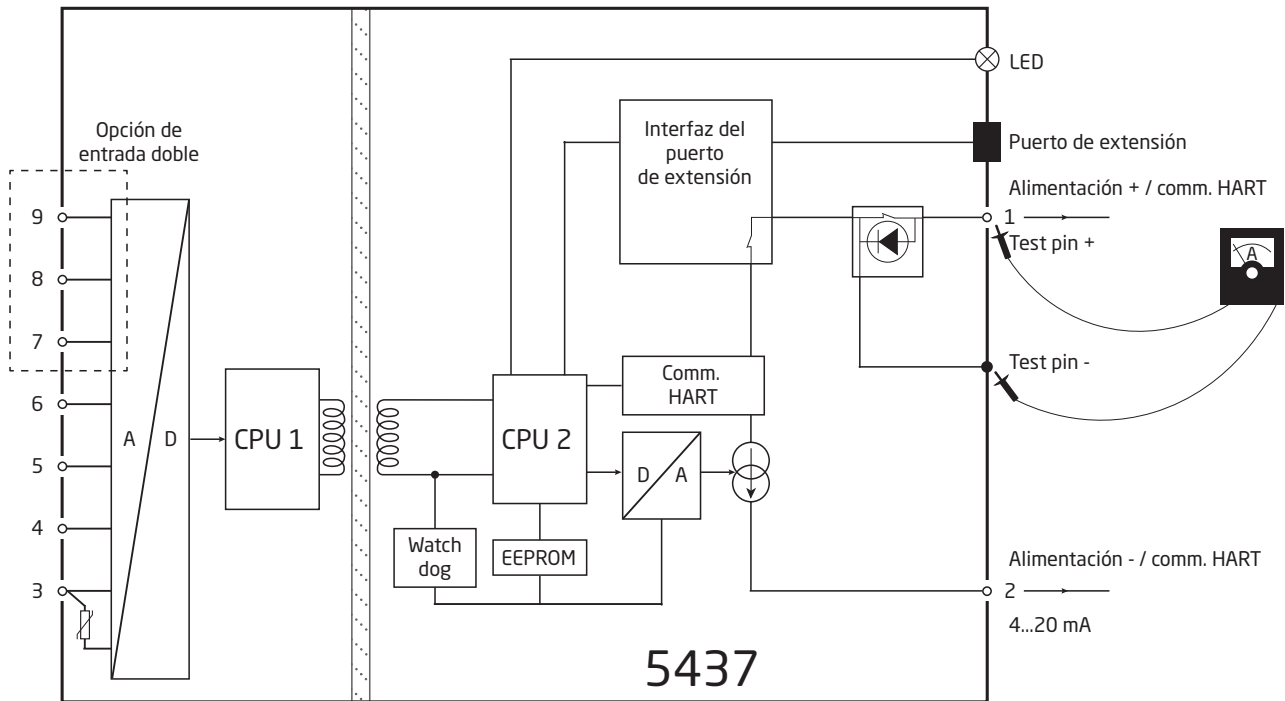 LED
Opción de
entrada doble
Interfaz del
puerto
de extensión
Puerto de extensión
Alimentación + / comm. HART
9
1
Test pin +
A
8
7
Test pin -
Comm.
HART
6
A
D
CPU 1
CPU 2
5
D
A
4
Watch
dog
EEPROM
Alimentación - / comm. HART
3
2
4...20 mA
5437